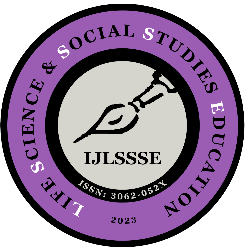 LIFE SCIENCE & SOCIAL STUDIES EDUCATION
IJLSSSE
ISSN: 3062-052X
2023